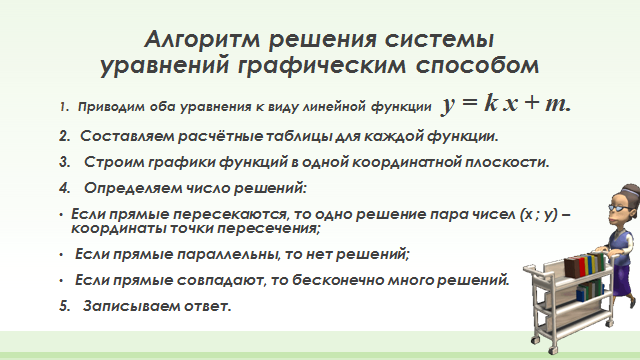 Алгоритм решения системы
уравнений графическим способом
1. Приводим оба уравнения к виду линейной функции y = k x + m.
2. Составляем расчётные таблицы для каждой функции.
3. Строим графики функций в одной координатной плоскости.
4. Определяем число решений:
• Если прямые пересекаются, то одно решение пара чисел (х ; у) –
координаты точки пересечения;
• Если прямые параллельны, то нет решений;
• Если прямые совпадают, то бесконечно много решений.
5. Записываем ответ.